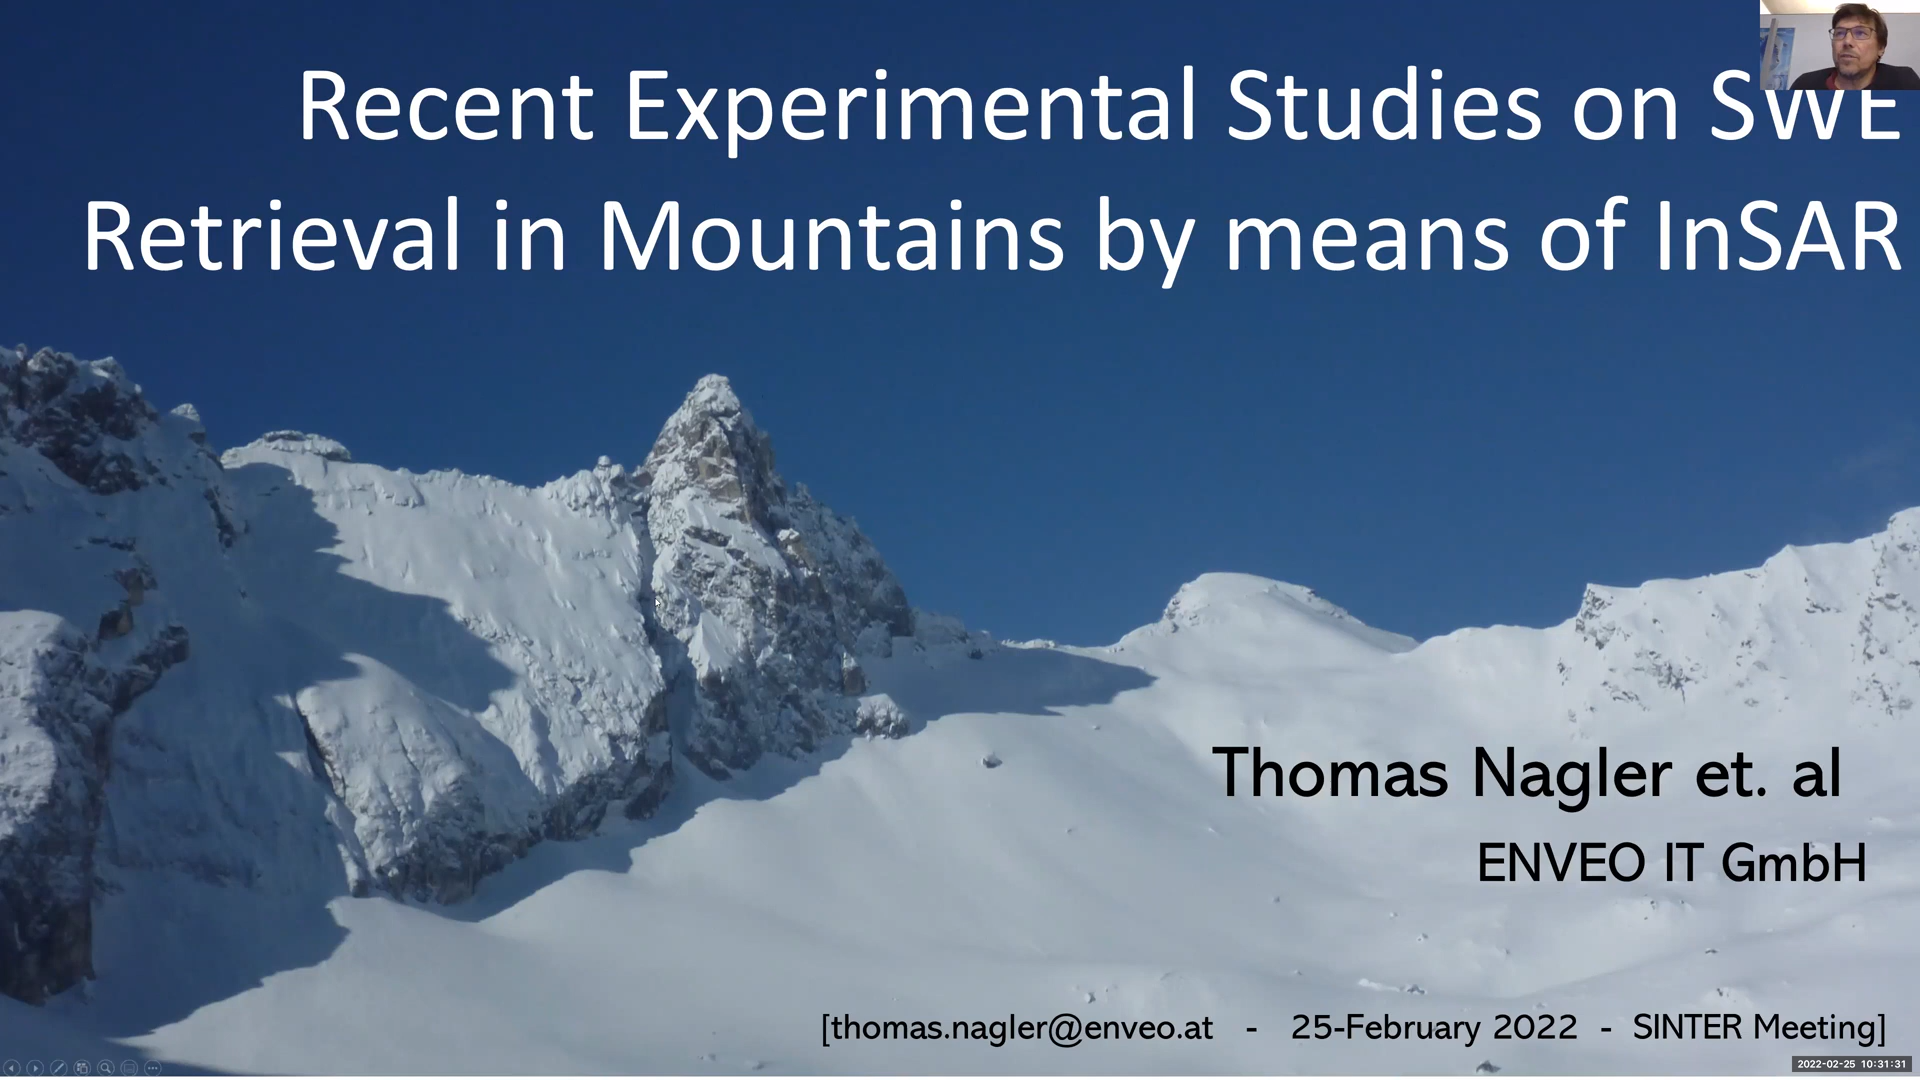 Recent Experimental Studies on SWE
Retrieval in Mountains by means of InSAR
Thomas Nagler et. al
ENVEO IT GmbH
[thomas.nagler@enveo.at - 25-February 2022 - SINTER Meeting]
2022-02-25 10:31:31